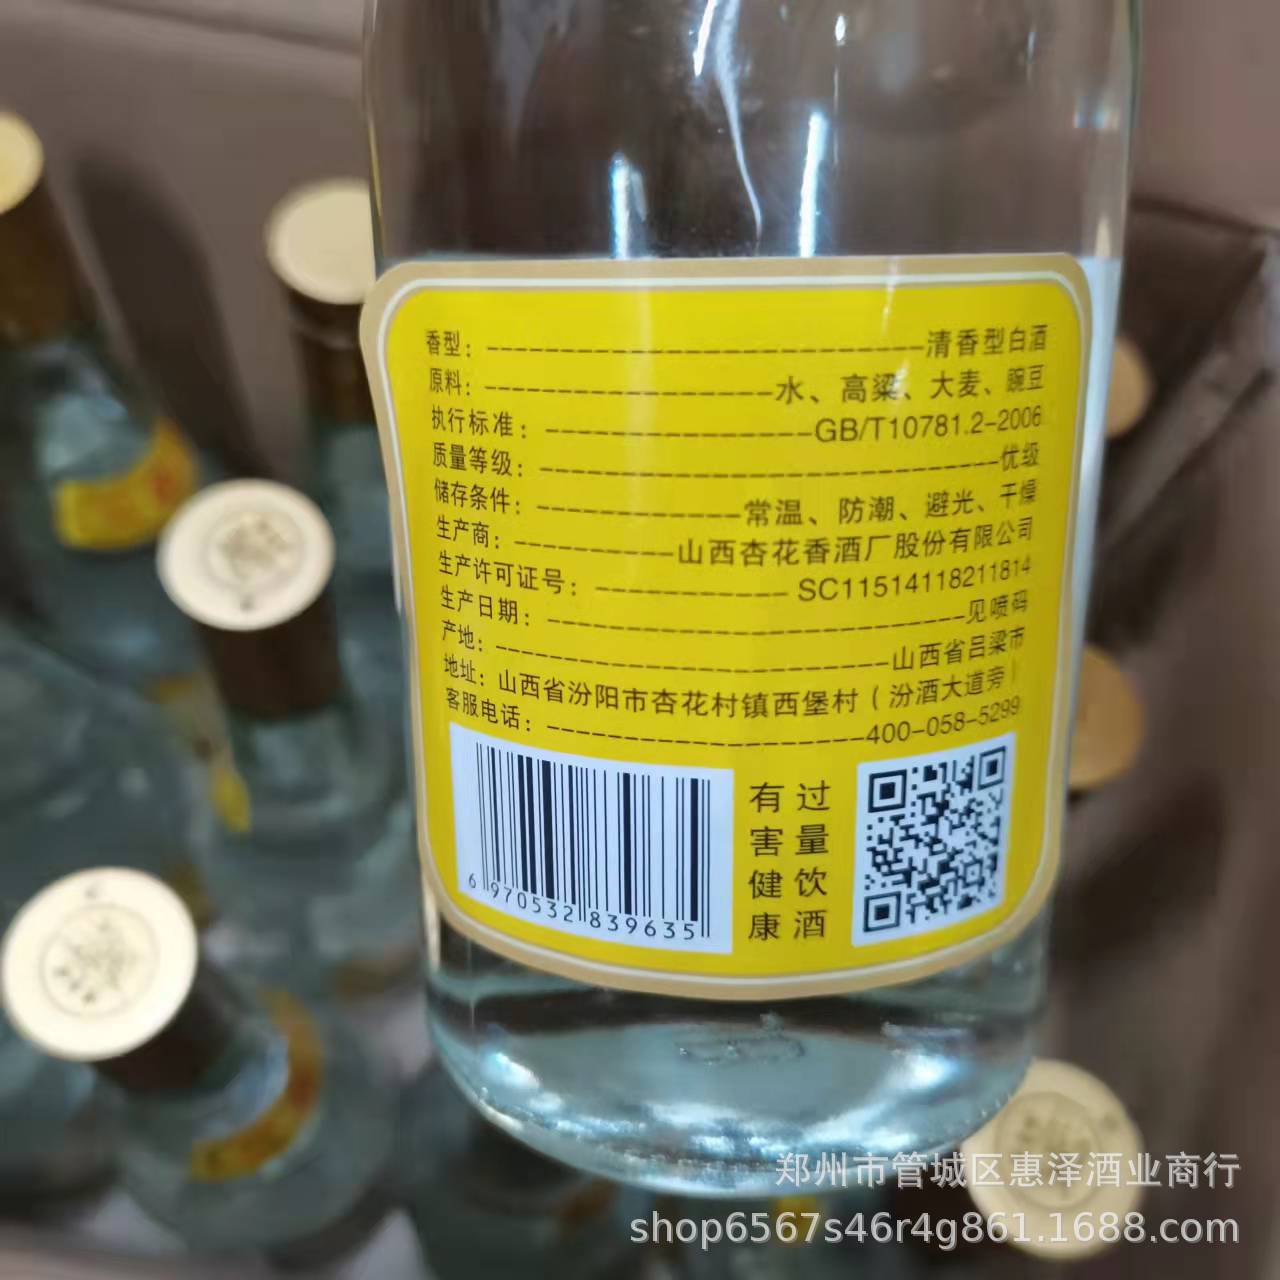 香型：------------------------------清香型白酒
原料：--------------------水、高粱、大麦、豌豆
执行标准：------------------GB/T10781.2-2006
质量等级：-------------------------------优级
储存条件：--------------常温、防潮、避光、干燥
生产商：-----------山西杏花香酒厂股份有限公司
生产许可证号：-------------SC11514118211814
生产日期：----------------------------见喷码
产地：--------------------------山西省吕梁市
地址：山西省汾阳市杏花村镇西堡村（汾酒大道旁）
客服电话：---------------------400-058-5299
6 970532 839635
过量饮酒
有害健康
郑州市管城区惠泽酒业商行
shop6567s46r4g861.1688.com